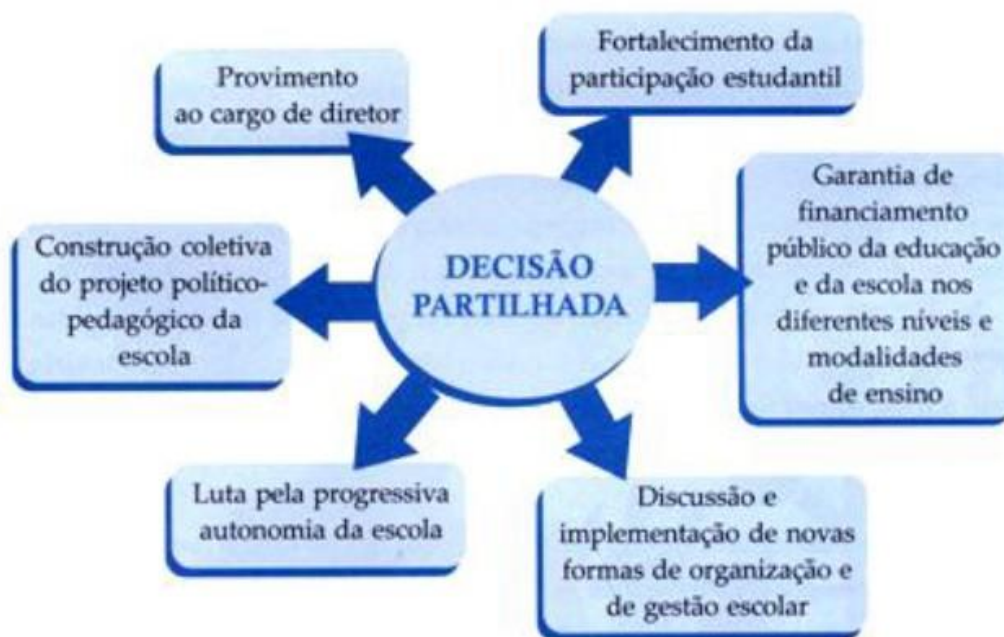 Provimento
ao cargo de diretor
Fortalecimento da
participação estudantil
Construção coletiva
do projeto político-
pedagógico da
escola
DECISÃO
PARTILHADA
Garantia de
financiamento
público da educação
e da escola nos
diferentes níveis e
modalidades
de ensino
Luta pela progressiva
autonomia da escola
Discussão e
implementação de novas
formas de organização e
de gestão escolar